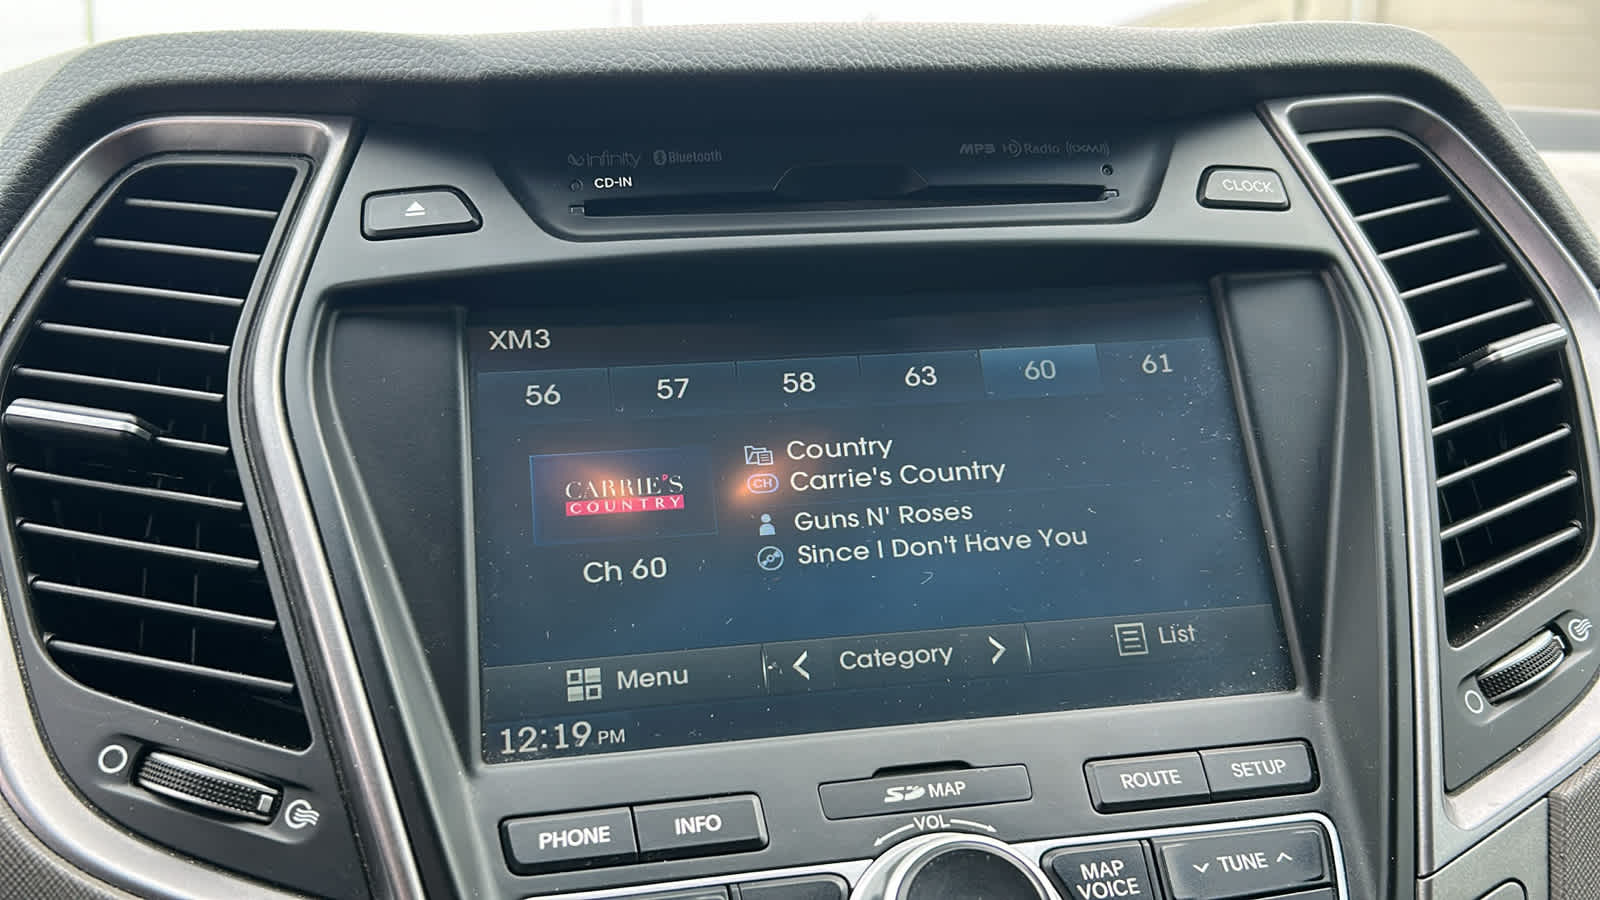 infinity Bluetooth
MP3 HD Radio ((XM))
CD-IN
CLOCK
XM3
56 57 58 63 60 61
CARRIE'S
COUNTRY
Ch 60
Country
CH Carrie's Country
Guns N' Roses
Since I Don't Have You
Menu
Category
List
12:19 PM
SD MAP
ROUTE
SETUP
PHONE
INFO
VOL
MAP
VOICE
TUNE